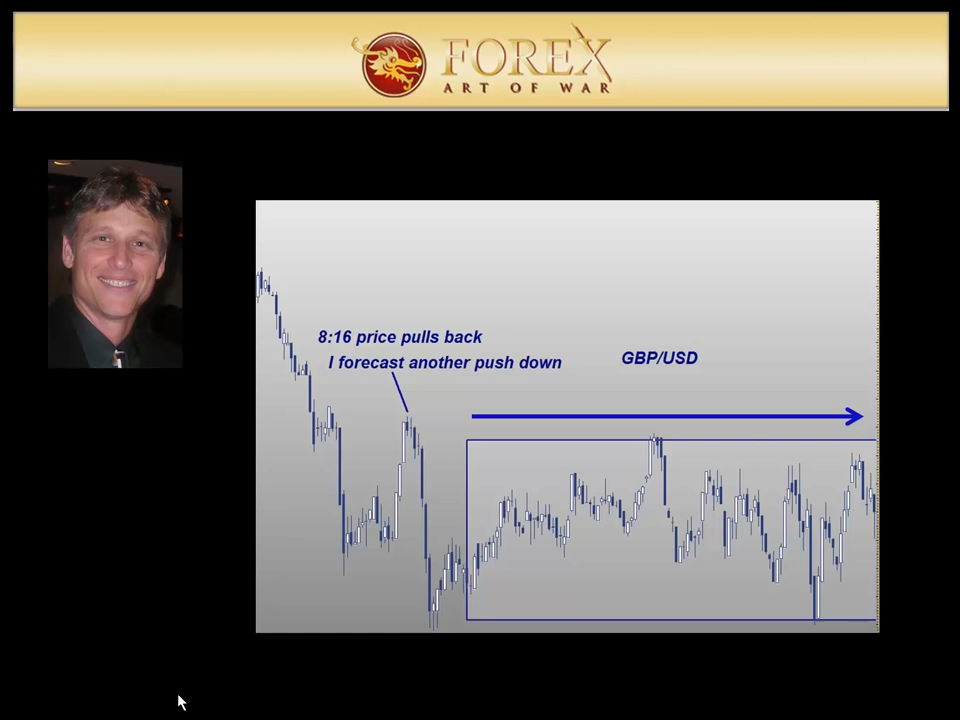 FOREX
ART OF WAR
8:16 price pulls back
I forecast another push down
GBP/USD